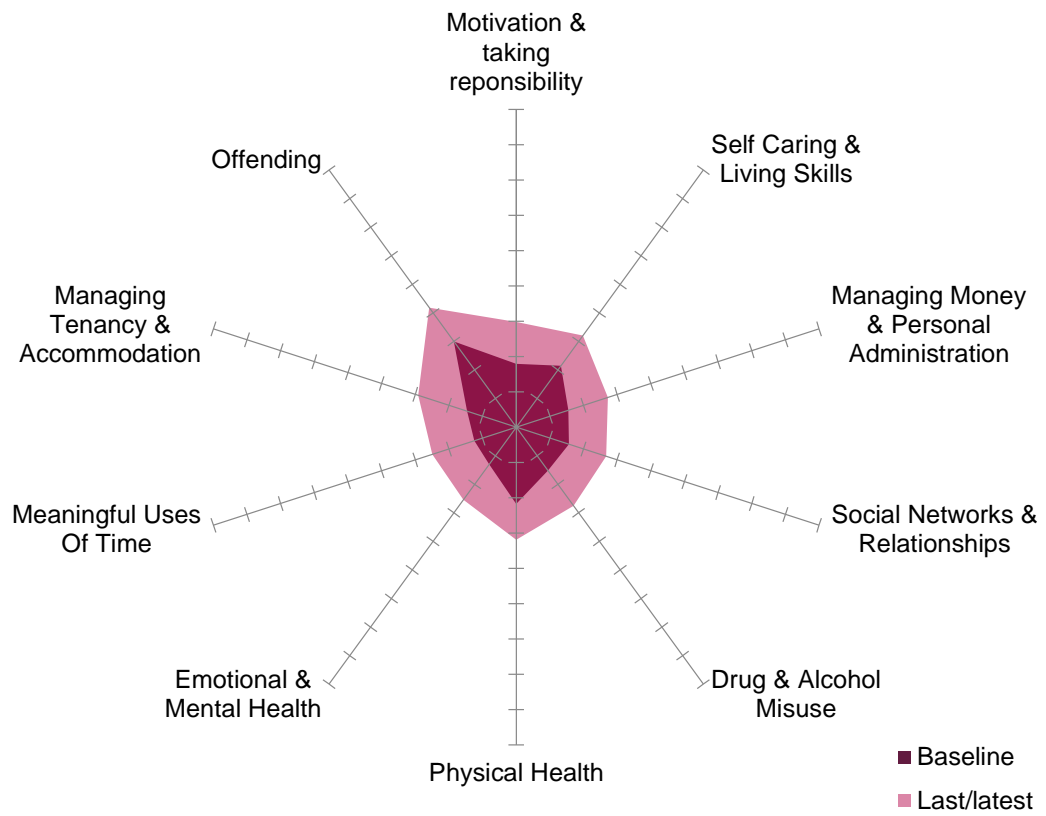 Motivation &
taking
reponsibility
Self Caring &
Living Skills
Managing Money
& Personal
Administration
Social Networks &
Relationships
Drug & Alcohol
Misuse
Physical Health
Emotional &
Mental Health
Meaningful Uses
Of Time
Managing
Tenancy &
Accommodation
Offending
Baseline
Last/latest